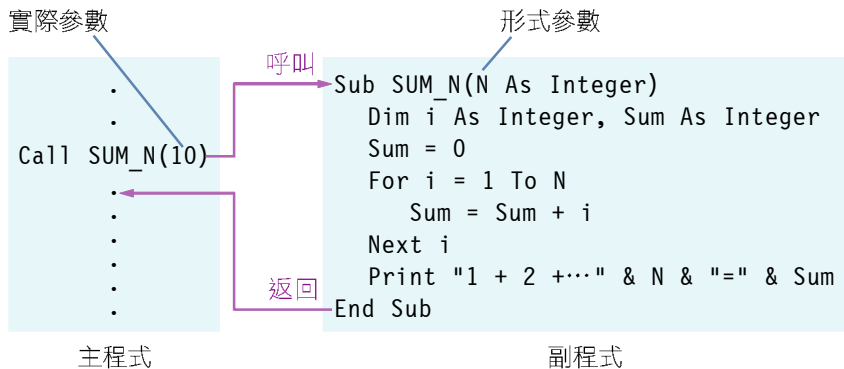 實際參數
形式參數
呼叫
Sub SUM_N(N As Integer)
Dim i As Integer, Sum As Integer
Call SUM_N(10)
Sum = 0
For i = 1 To N
Sum = Sum + i
Next i
Print "1 + 2 +⋯" & N & "=" & Sum
返回
End Sub
主程式
副程式